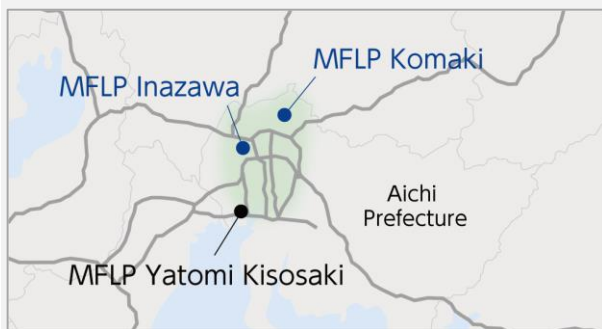 MFLP Komaki
MFLP Inazawa
Aichi
Prefecture
MFLP Yatomi Kisosaki